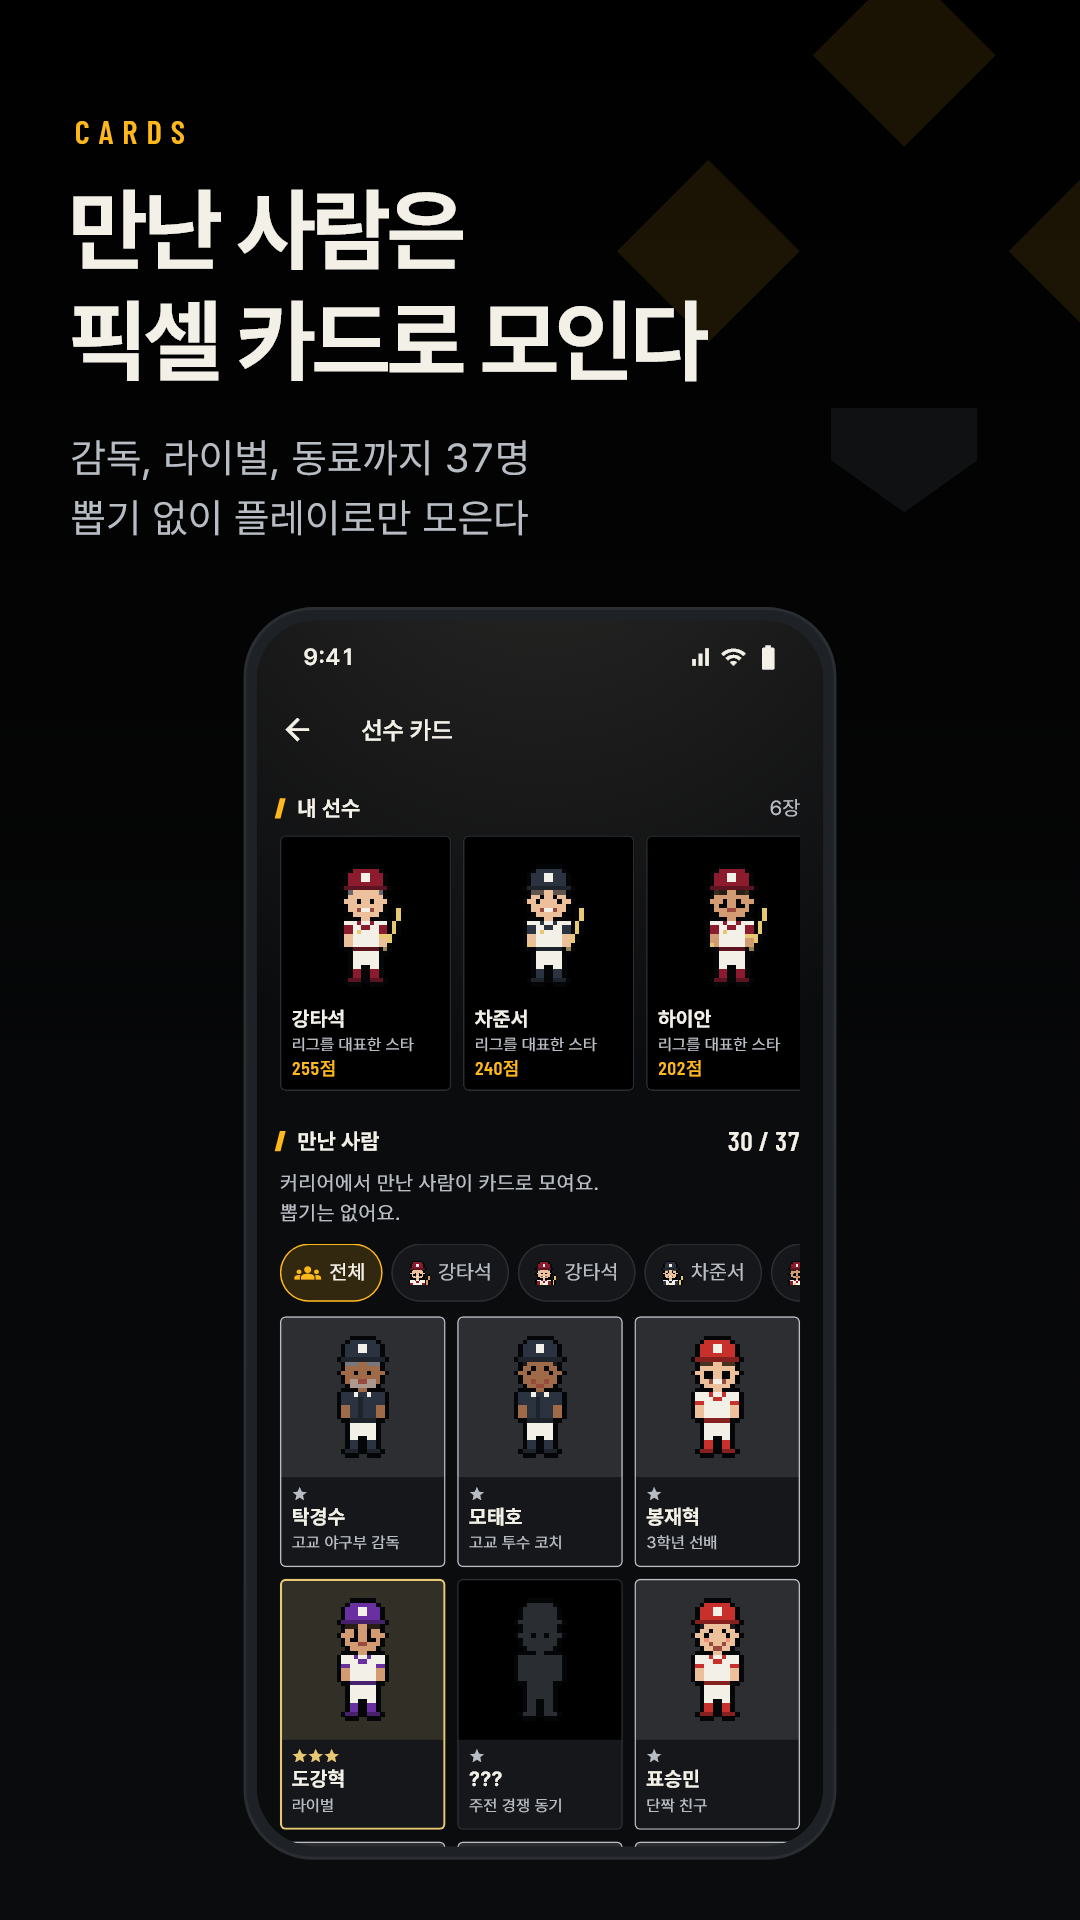 CARDS
만난 사람은
픽셀 카드로 모인다
감독, 라이벌, 동료까지 37명
뽑기 없이 플레이로만 모은다
9:41
선수 카드
내 선수
6장
강타석
리그를 대표한 스타
255점
차준서
리그를 대표한 스타
240점
하이안
리그를 대표한 스타
202점
만난 사람
30 / 37
커리어에서 만난 사람이 카드로 모여요.
뽑기는 없어요.
전체
강타석
강타석
차준서
탁경수
고교 야구부 감독
모태호
고교 투수 코치
봉재혁
3학년 선배
도강혁
라이벌
???
주전 경쟁 동기
표승민
단짝 친구